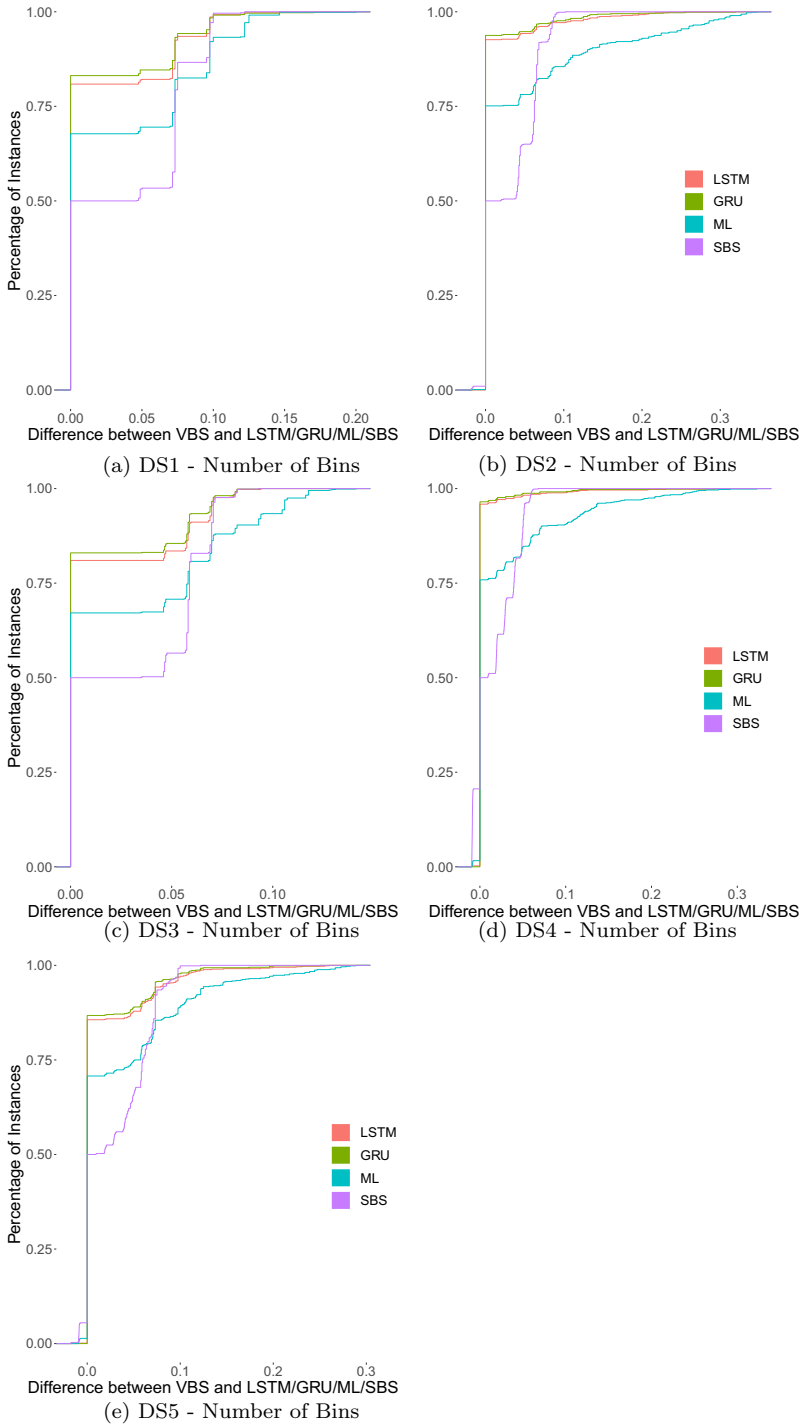 Percentage of Instances
1.00
0.75
0.50
0.25
0.00
0.00 0.05 0.10 0.15 0.20
Difference between VBS and LSTM/GRU/ML/SBS
(a) DS1 - Number of Bins
1.00
0.75
0.50
0.25
0.00
LSTM
GRU
ML
SBS
0.0 0.1 0.2 0.3
Difference between VBS and LSTM/GRU/ML/SBS
(b) DS2 - Number of Bins
Percentage of Instances
1.00
0.75
0.50
0.25
0.00
0.00 0.05 0.10
Difference between VBS and LSTM/GRU/ML/SBS
(c) DS3 - Number of Bins
1.00
0.75
0.50
0.25
0.00
LSTM
GRU
ML
SBS
0.0 0.1 0.2 0.3
Difference between VBS and LSTM/GRU/ML/SBS
(d) DS4 - Number of Bins
Percentage of Instances
1.00
0.75
0.50
0.25
0.00
LSTM
GRU
ML
SBS
0.0 0.1 0.2 0.3
Difference between VBS and LSTM/GRU/ML/SBS
(e) DS5 - Number of Bins